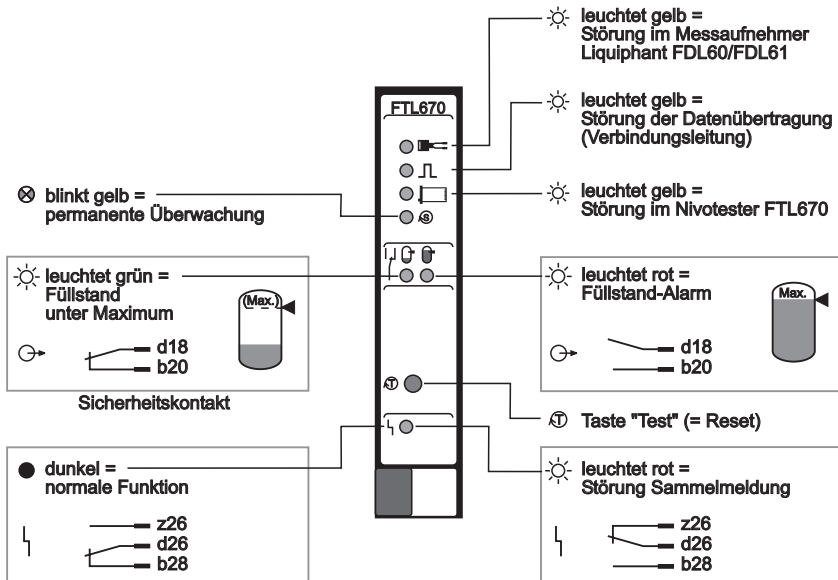 leuchtet gelb =
Störung im Messaufnehmer
Liquiphant FDL60/FDL61
FTL670
leuchtet gelb =
Störung der Datenübertragung
(Verbindungsleitung)
blinkt gelb =
permanente Überwachung
S
leuchtet gelb =
Störung im Nivotester FTL670
leuchtet grün =
Füllstand
unter Maximum
(Max.)
d18
b20
Sicherheitskontakt
leuchtet rot =
Füllstand-Alarm
Max.
d18
b20
T
T Taste "Test" (= Reset)
dunkel =
normale Funktion
z26
d26
b28
leuchtet rot =
Störung Sammelmeldung
z26
d26
b28